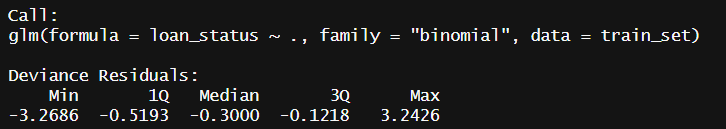 Call:
glm(formula = loan_status ~ ., family = "binomial", data = train_set)
Deviance Residuals:
Min 1Q Median 3Q Max
-3.2686 -0.5193 -0.3000 -0.1218 3.2426